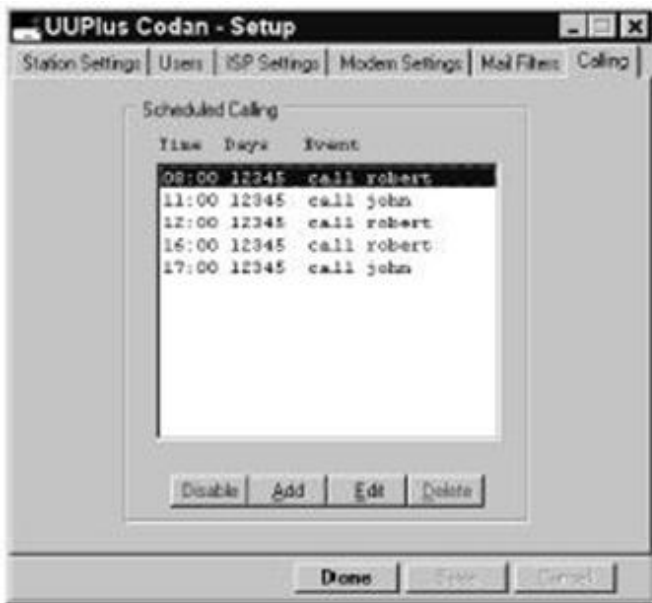 UUPlus Codan - Setup
Station Settings Users ISP Settings Modem Settings Mail Filters Calling
Scheduled Calling
Time Days Event
08:00 12345 call robert
11:00 12345 call john
12:00 12345 call robert
16:00 12345 call robert
17:00 12345 call john
Disable Add Edit Delete
Done Save Cancel